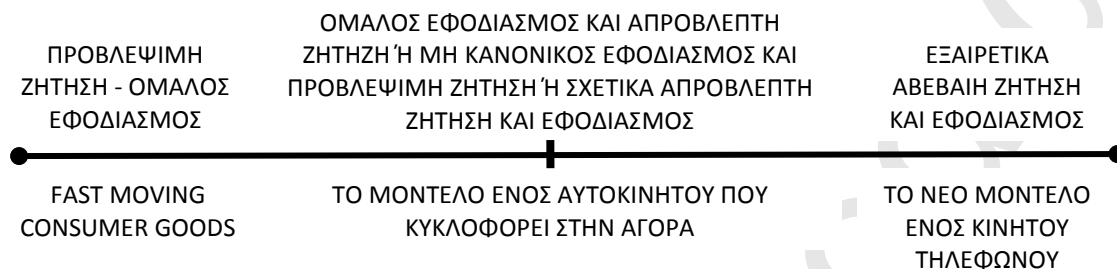 ΠΡΟΒΛΕΨΙΜΗ
ΖΗΤΗΣΗ - ΟΜΑΛΟΣ
ΕΦΟΔΙΑΣΜΟΣ
ΟΜΑΛΟΣ ΕΦΟΔΙΑΣΜΟΣ ΚΑΙ ΑΠΡΟΒΛΕΠΤΗ
ΖΗΤΗΖΗ Ή ΜΗ ΚΑΝΟΝΙΚΟΣ ΕΦΟΔΙΑΣΜΟΣ ΚΑΙ
ΠΡΟΒΛΕΨΙΜΗ ΖΗΤΗΣΗ Ή ΣΧΕΤΙΚΑ ΑΠΡΟΒΛΕΠΤΗ
ΖΗΤΗΣΗ ΚΑΙ ΕΦΟΔΙΑΣΜΟΣ
ΕΞΑΙΡΕΤΙΚΑ
ΑΒΕΒΑΙΗ ΖΗΤΗΣΗ
ΚΑΙ ΕΦΟΔΙΑΣΜΟΣ
FAST MOVING
CONSUMER GOODS
ΤΟ ΜΟΝΤΕΛΟ ΕΝΟΣ ΑΥΤΟΚΙΝΗΤΟΥ ΠΟΥ
ΚΥΚΛΟΦΟΡΕΙ ΣΤΗΝ ΑΓΟΡΑ
ΤΟ ΝΕΟ ΜΟΝΤΕΛΟ
ΕΝΟΣ ΚΙΝΗΤΟΥ
ΤΗΛΕΦΩΝΟΥ